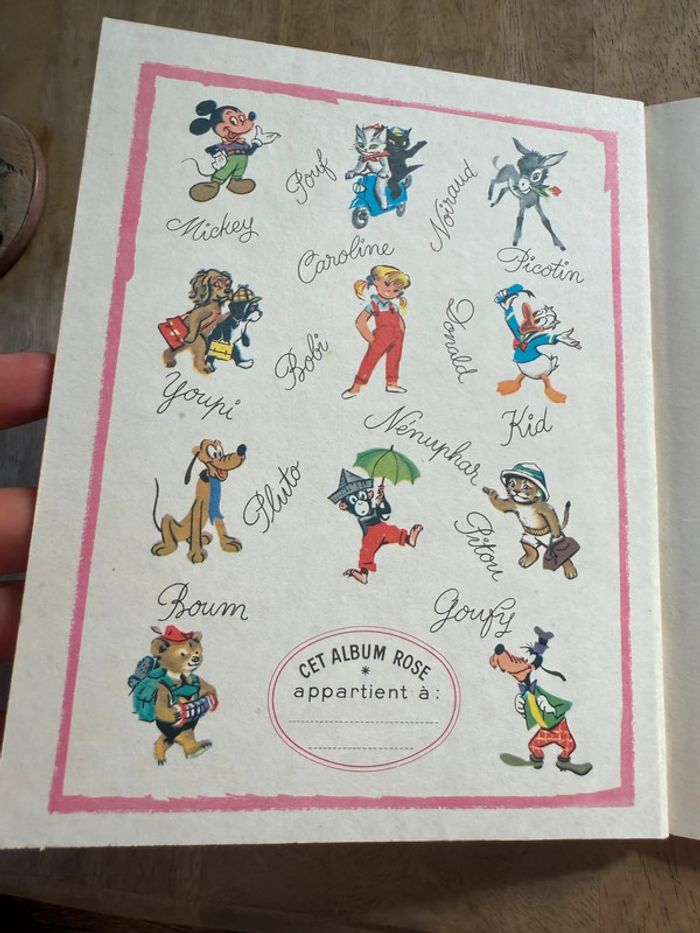 Mickey
Pouf
Noiraud
Picotin
Caroline
Youpi
Bobi
Donald
Kid
Nénuphar
Pluto
Pitou
Boum
Goufy
CET ALBUM ROSE
*
appartient à :